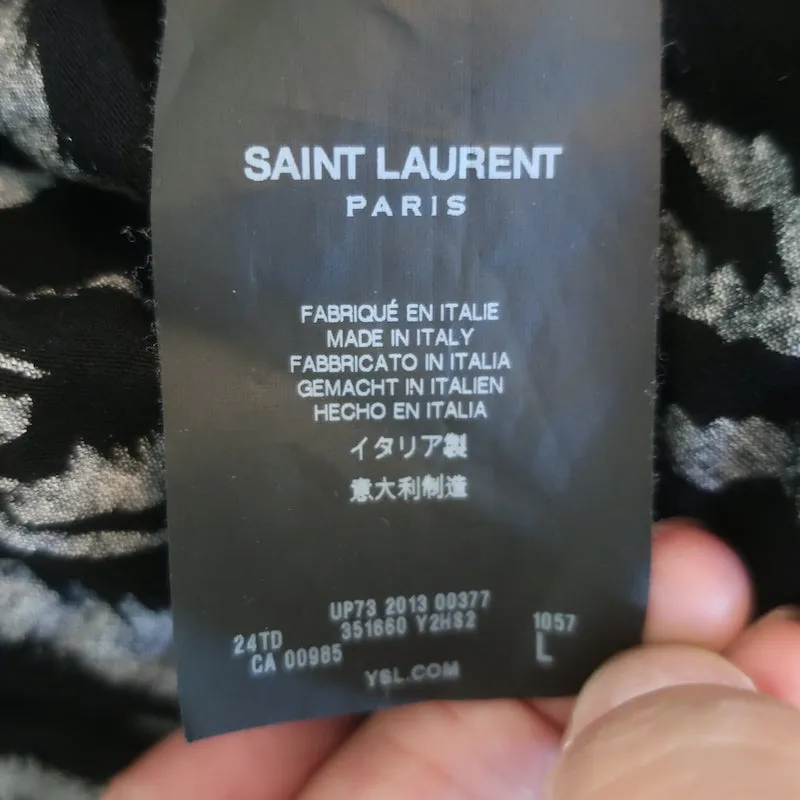 SAINT LAURENT
PARIS
FABRIQUÉ EN ITALIE
MADE IN ITALY
FABBRICATO IN ITALIA
GEMACHT IN ITALIEN
HECHO EN ITALIA
イタリア製
意大利制造
UP73 2013 00377
24TD 351660 Y2HS2 1057
CA 00985 L
YSL.COM